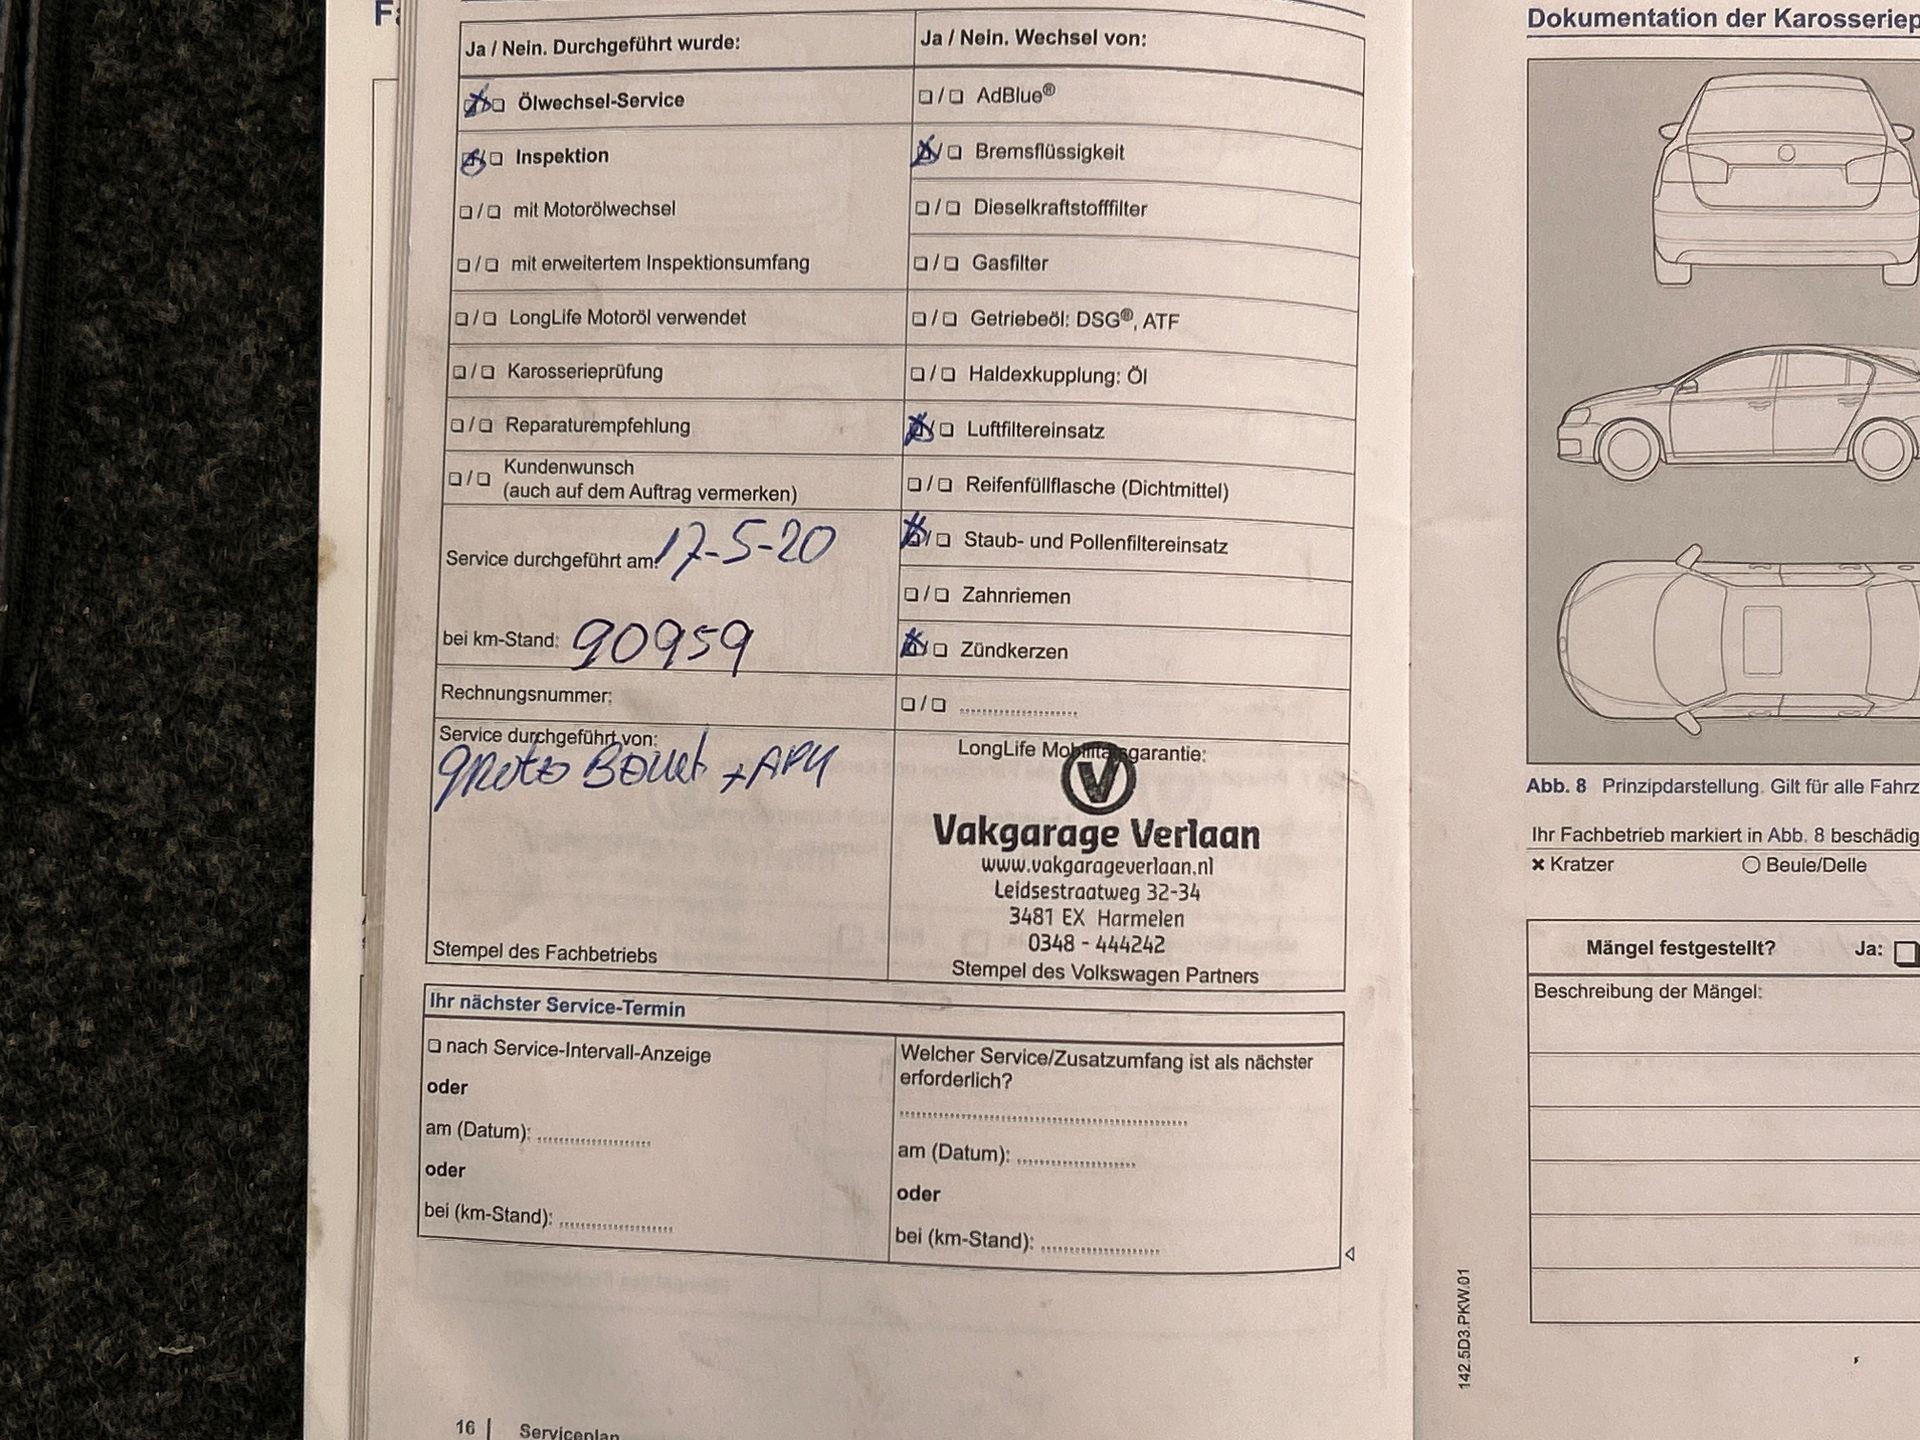 Ja / Nein. Durchgeführt wurde:
Ja / Nein. Wechsel von:
/ Ölwechsel-Service
/ Inspektion
/ mit Motorölwechsel
/ mit erweitertem Inspektionsumfang
/ LongLife Motoröl verwendet
/ Karosserieprüfung
/ Reparaturempfehlung
/ Kundenwunsch
(auch auf dem Auftrag vermerken)
Service durchgeführt am: 17-5-20
bei km-Stand: 90959
Rechnungsnummer:
Service durchgeführt von:
grote Beurt + APK
Stempel des Fachbetriebs
/ AdBlue®
/ Bremsflüssigkeit
/ Dieselkraftstofffilter
/ Gasfilter
/ Getriebeöl: DSG®, ATF
/ Haldexkupplung: Öl
/ Luftfiltereinsatz
/ Reifenfüllflasche (Dichtmittel)
/ Staub- und Pollenfiltereinsatz
/ Zahnriemen
/ Zündkerzen
/ ....................
LongLife Mobilitätsgarantie:
V
Vakgarage Verlaan
www.vakgarageverlaan.nl
Leidsestraatweg 32-34
3481 EX Harmelen
0348 - 444242
Stempel des Volkswagen Partners
Ihr nächster Service-Termin
nach Service-Intervall-Anzeige
oder
am (Datum): ....................
oder
bei (km-Stand): ....................
Welcher Service/Zusatzumfang ist als nächster
erforderlich?
..................................................
am (Datum): ....................
oder
bei (km-Stand): ....................
16 | Serviceplan
Dokumentation der Karosseriep
Abb. 8 Prinzipdarstellung. Gilt für alle Fahrz
Ihr Fachbetrieb markiert in Abb. 8 beschädig
× Kratzer
Beule/Delle
Mängel festgestellt? Ja:
Beschreibung der Mängel:
142.5D3.PKW.01